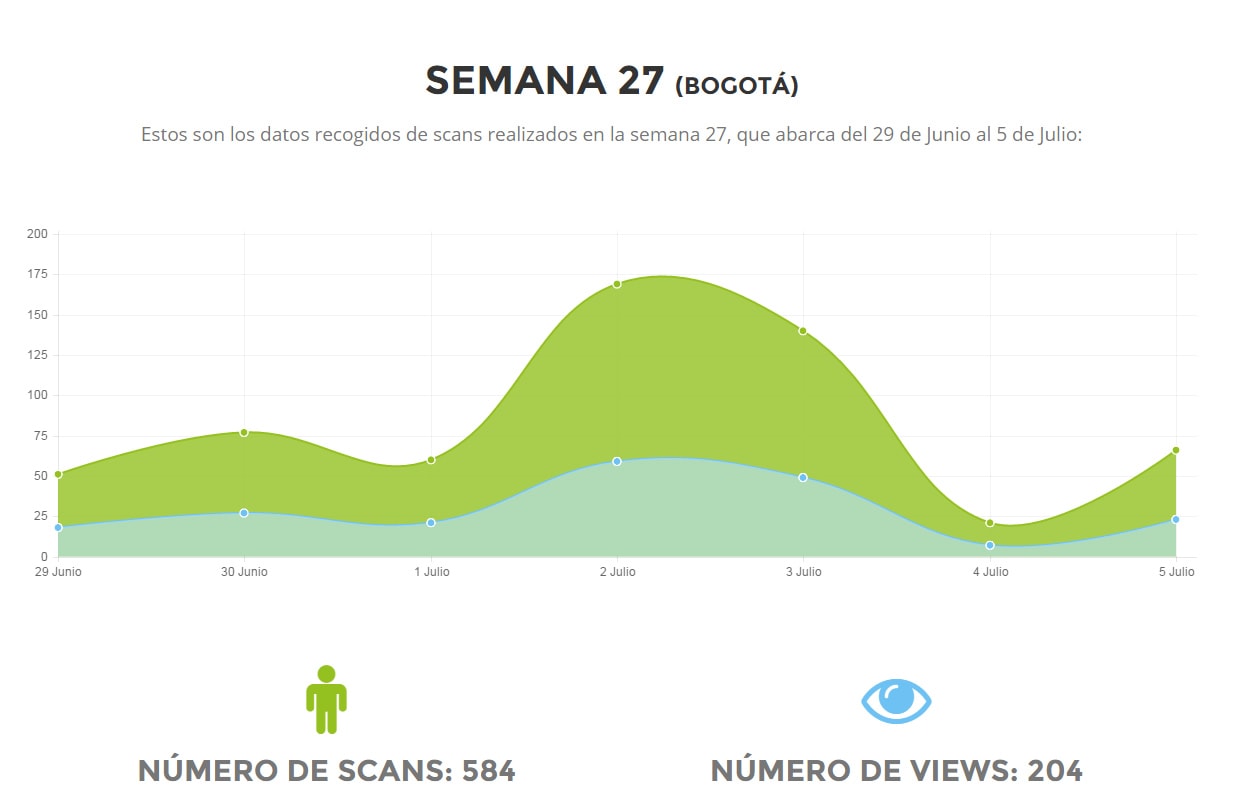 SEMANA 27 (BOGOTÁ)
Estos son los datos recogidos de scans realizados en la semana 27, que abarca del 29 de Junio al 5 de Julio:
200
175
150
125
100
75
50
25
0
29 Junio 30 Junio 1 Julio 2 Julio 3 Julio 4 Julio 5 Julio
NÚMERO DE SCANS: 584 NÚMERO DE VIEWS: 204